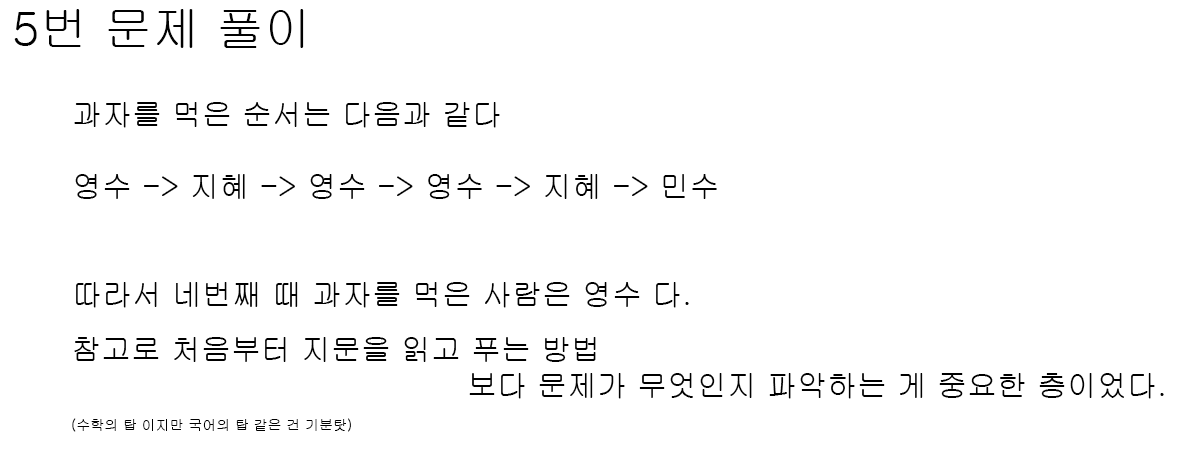 5번 문제 풀이
과자를 먹은 순서는 다음과 같다
영수 -> 지혜 -> 영수 -> 영수 -> 지혜 -> 민수
따라서 네번째 때 과자를 먹은 사람은 영수 다.
참고로 처음부터 지문을 읽고 푸는 방법
보다 문제가 무엇인지 파악하는 게 중요한 층이었다.
(수학의 탈 이지만 국어의 탈 같은 건 기분탓)